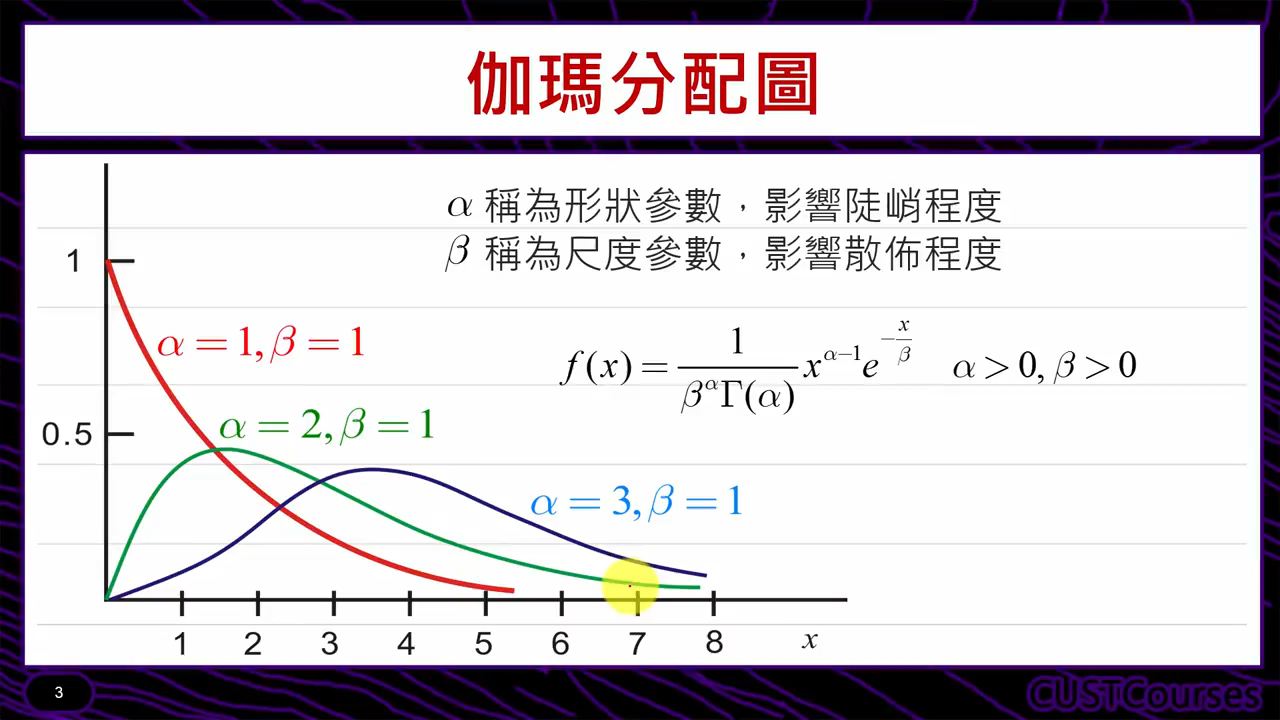 伽瑪分配圖
α 稱為形狀參數，影響陡峭程度
β 稱為尺度參數，影響散佈程度
1
α = 1, β = 1
f(x) = \frac{1}{β^α Γ(α)} x^{α−1} e^{−\frac{x}{β}} α > 0, β > 0
0.5
α = 2, β = 1
α = 3, β = 1
1 2 3 4 5 6 7 8 x
3
CUSTCourses